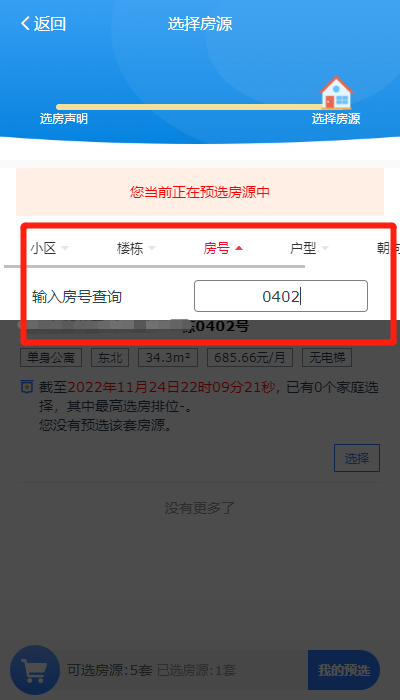 返回
选择房源
选房声明
选择房源
您当前正在预选房源中
小区 楼栋 房号 户型 朝
输入房号查询
0402
栋0402号
单身公寓 东北 34.3m² 685.66元/月 无电梯
截至2022年11月24日22时09分21秒, 已有0个家庭选
择，其中最高选房排位-。
您没有预选该套房源。
选择
没有更多了
可选房源:5套 已选房源:1套
我的预选